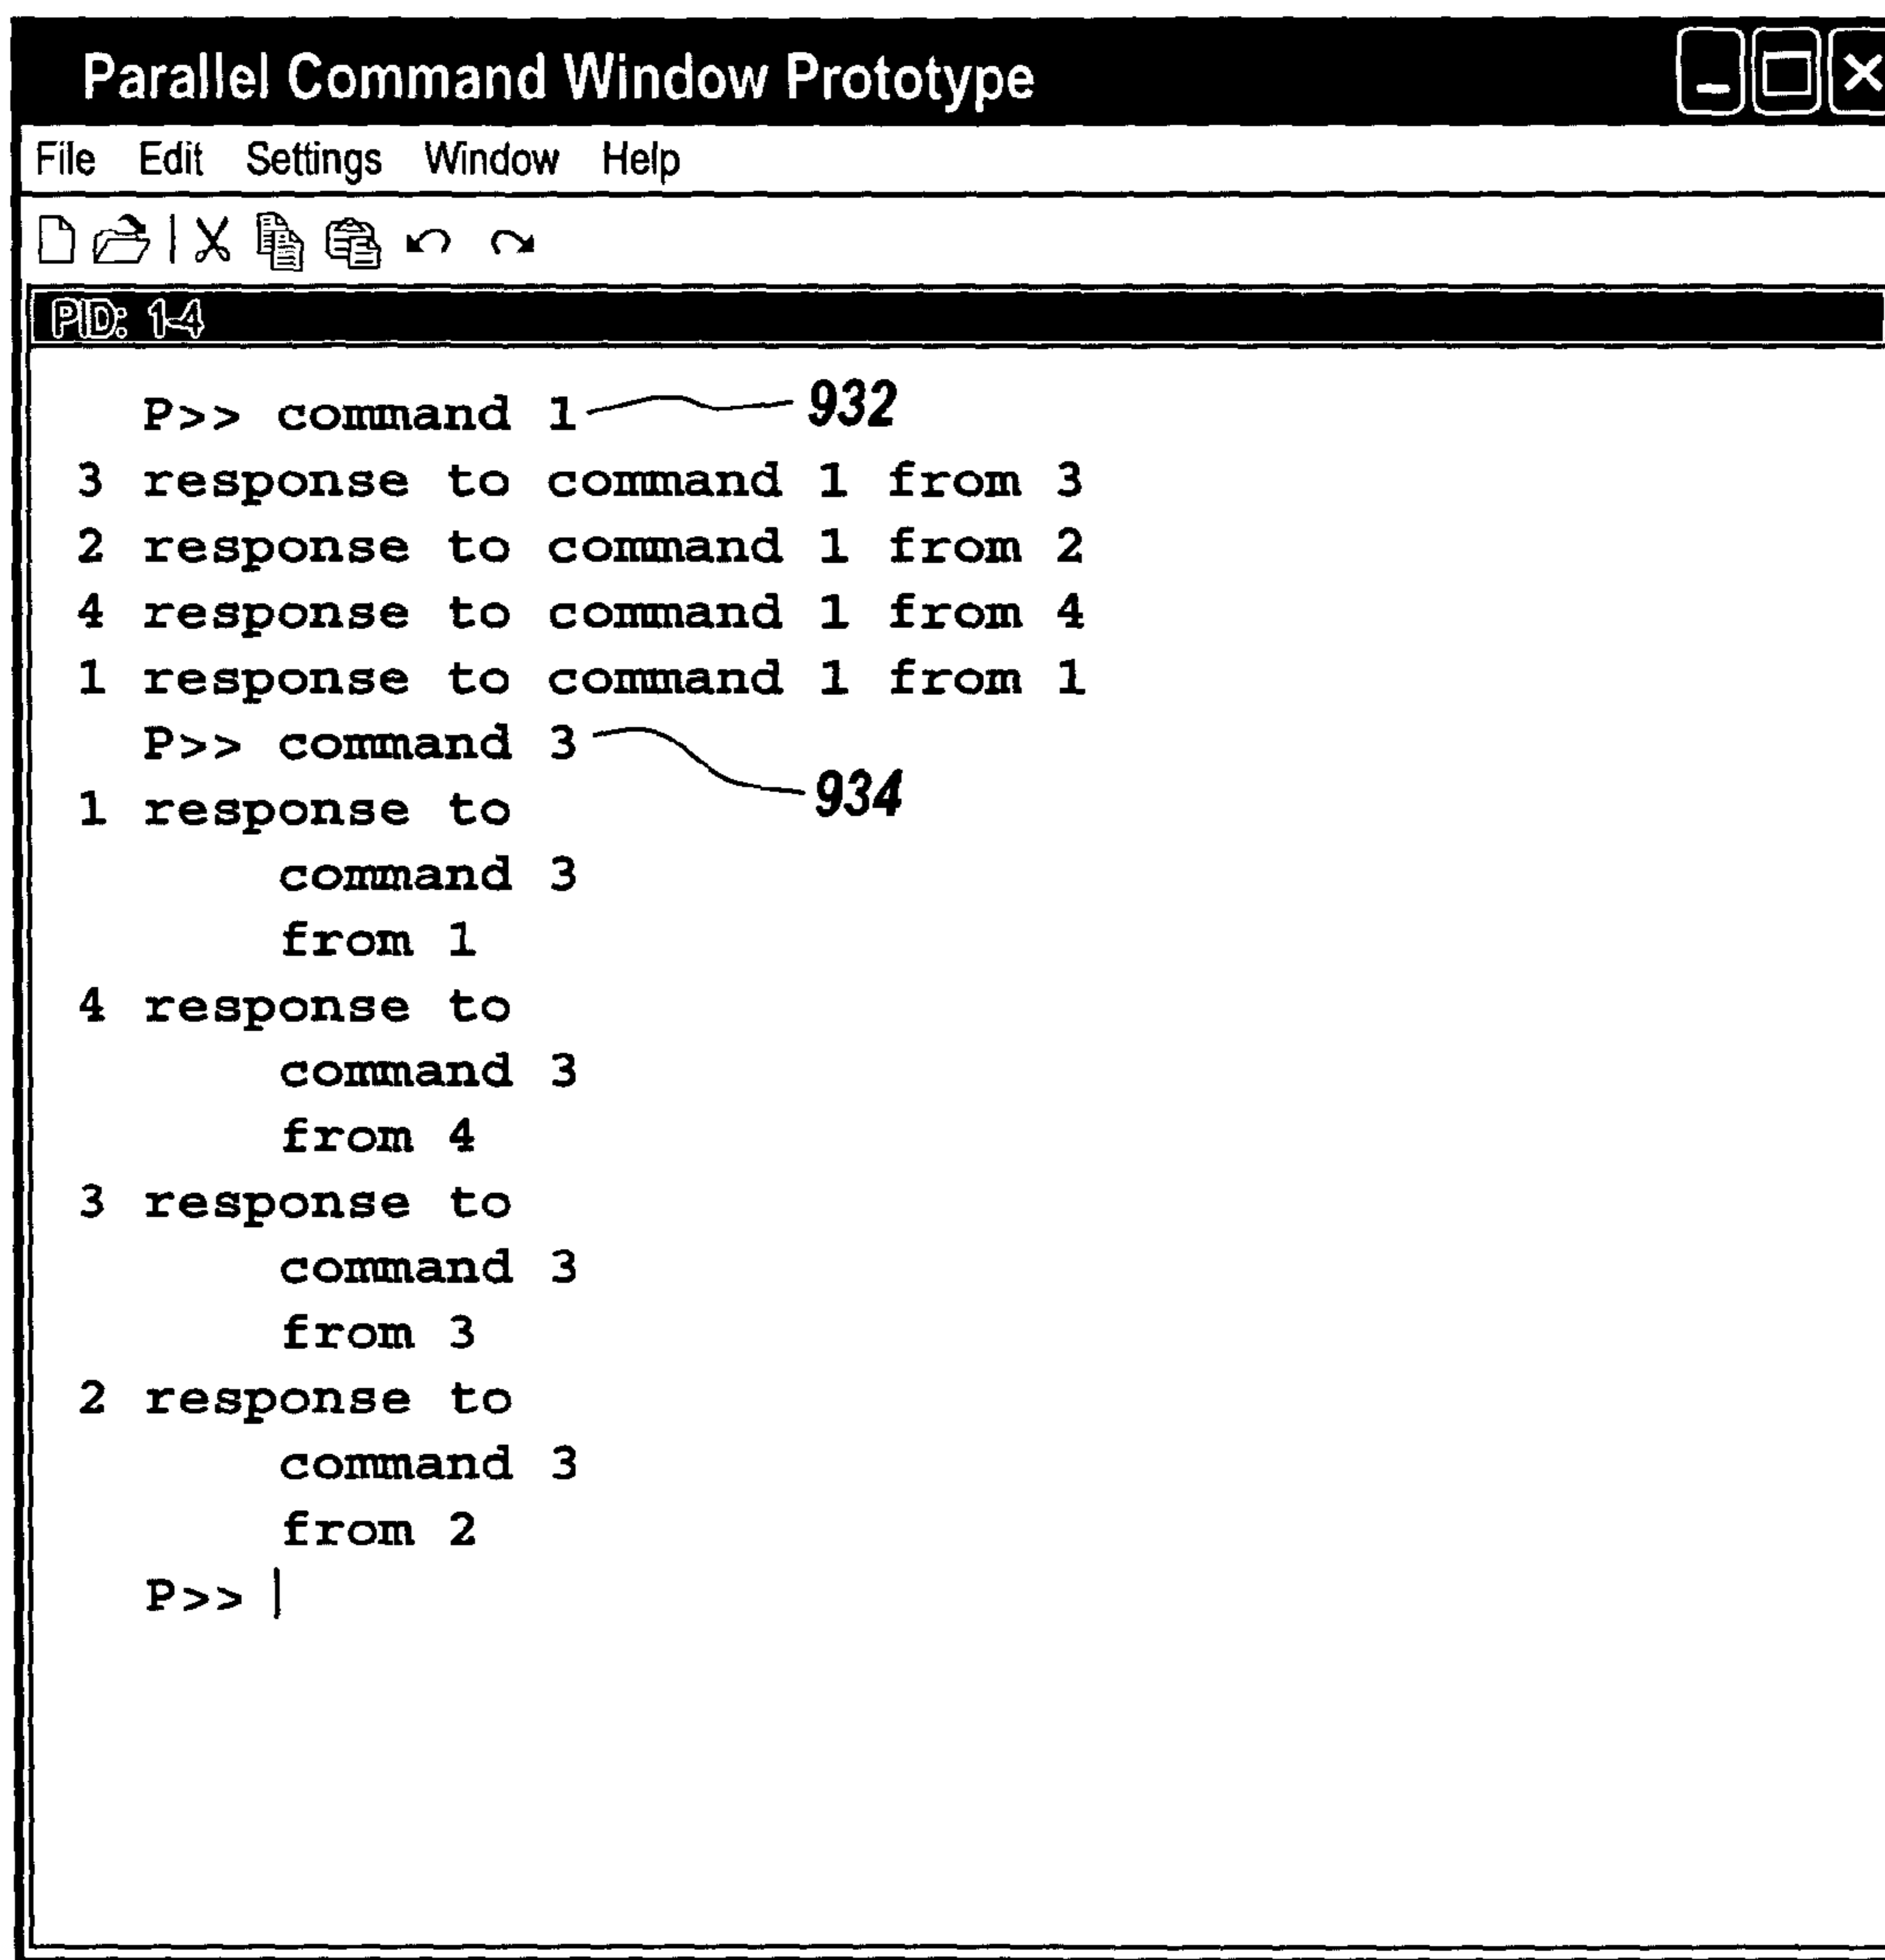 Parallel Command Window Prototype
File Edit Settings Window Help
PID: 1-4
P>> command 1 932
3 response to command 1 from 3
2 response to command 1 from 2
4 response to command 1 from 4
1 response to command 1 from 1
P>> command 3 934
1 response to
command 3
from 1
4 response to
command 3
from 4
3 response to
command 3
from 3
2 response to
command 3
from 2
P>>